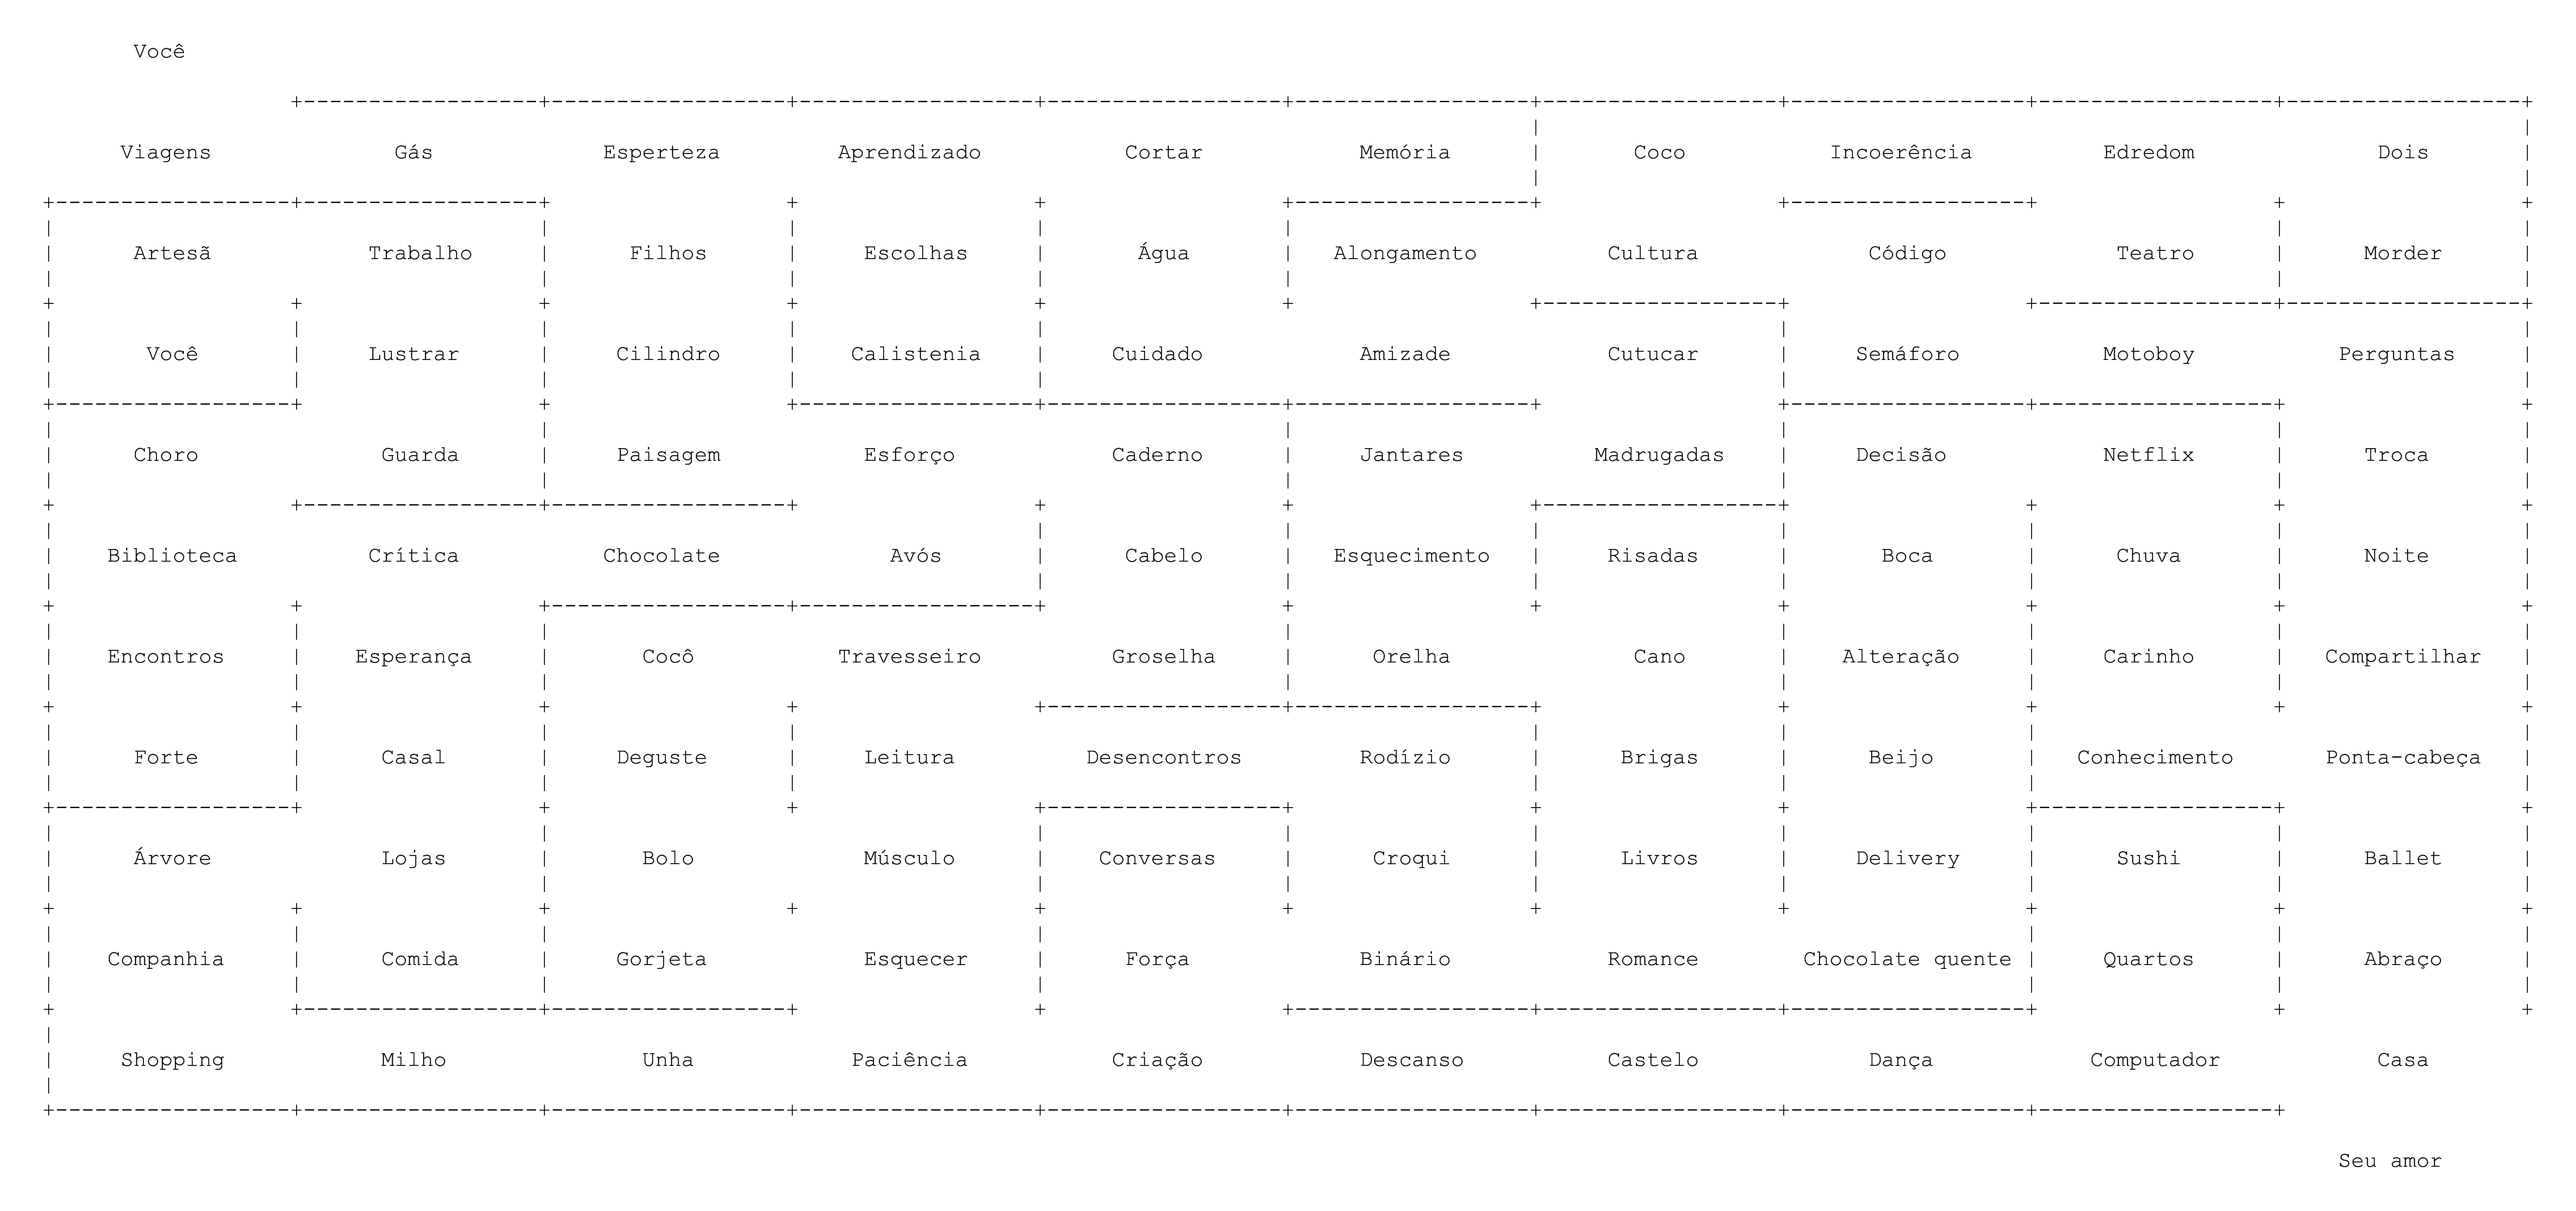 Você
Viagens Gás Esperteza Aprendizado Cortar Memória Coco Incoerência Edredom Dois
Artesã Trabalho Filhos Escolhas Água Alongamento Cultura Código Teatro Morder
Você Lustrar Cilindro Calistenia Cuidado Amizade Cutucar Semáforo Motoboy Perguntas
Choro Guarda Paisagem Esforço Caderno Jantares Madrugadas Decisão Netflix Troca
Biblioteca Crítica Chocolate Avós Cabelo Esquecimento Risadas Boca Chuva Noite
Encontros Esperança Cocô Travesseiro Groselha Orelha Cano Alteração Carinho Compartilhar
Forte Casal Deguste Leitura Desencontros Rodízio Brigas Beijo Conhecimento Ponta-cabeça
Árvore Lojas Bolo Músculo Conversas Croqui Livros Delivery Sushi Ballet
Companhia Comida Gorjeta Esquecer Força Binário Romance Chocolate quente Quartos Abraço
Shopping Milho Unha Paciência Criação Descanso Castelo Dança Computador Casa
Seu amor